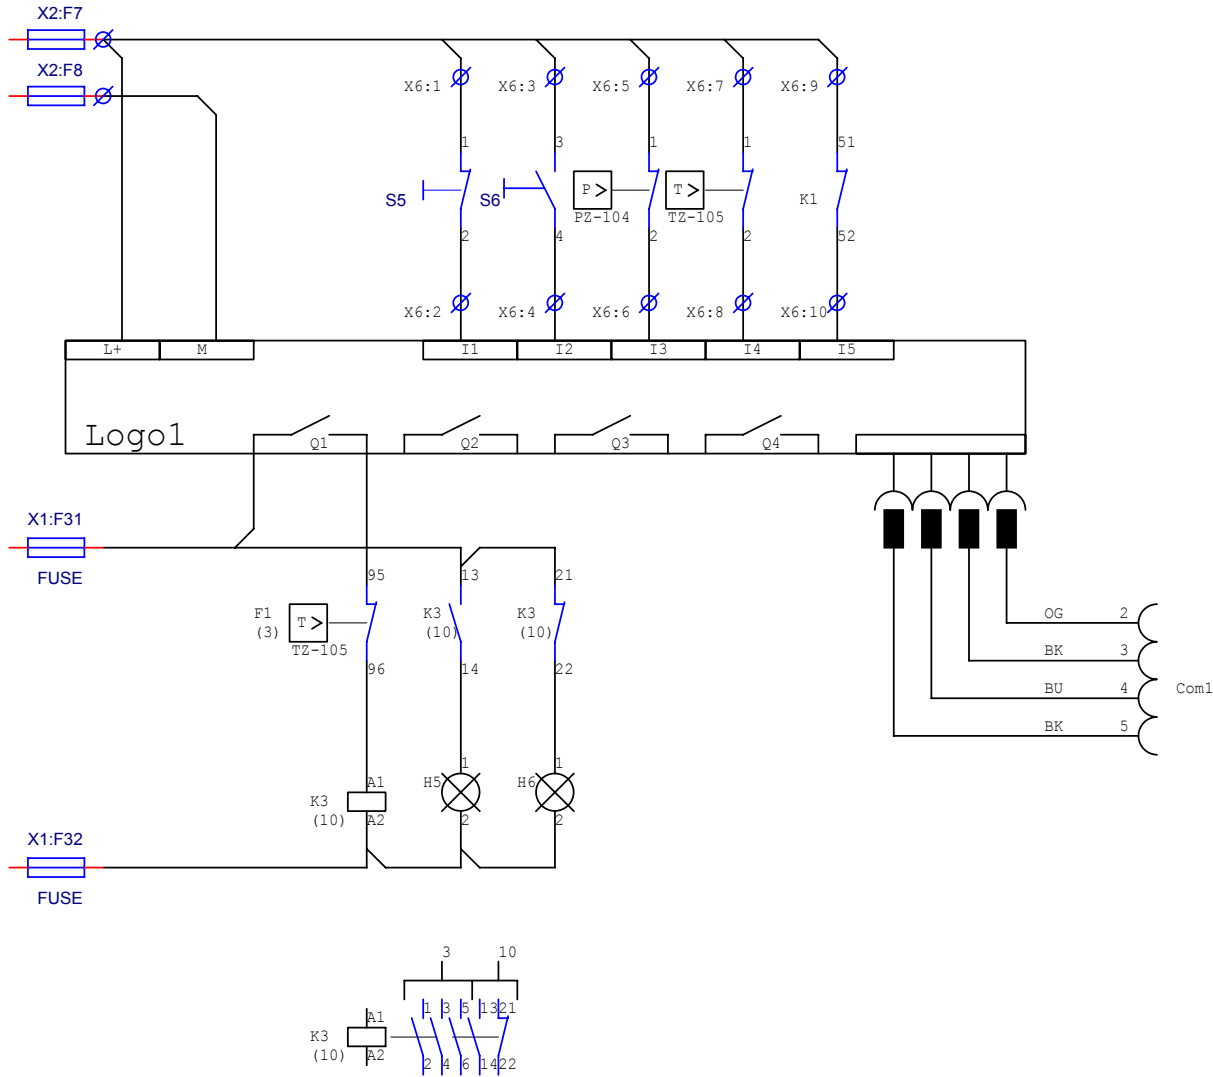 X2:F7
X2:F8
X6:1 X6:3 X6:5 X6:7 X6:9
1 3 1 1 51
S5 S6 P > T > K1
PZ-104 TZ-105
2 4 2 2 52
X6:2 X6:4 X6:6 X6:8 X6:10
L+ M I1 I2 I3 I4 I5
Logo1 Q1 Q2 Q3 Q4
X1:F31
FUSE
95 13 21
F1 T > K3 K3
(3) (10) (10)
TZ-105
96 14 22
OG 2
BK 3
BU 4 Com1
BK 5
A1 1 1
H5 H6
K3
(10) A2 2 2
X1:F32
FUSE
3 10
1 3 5 13 21
A1
K3
(10) A2
2 4 6 14 22